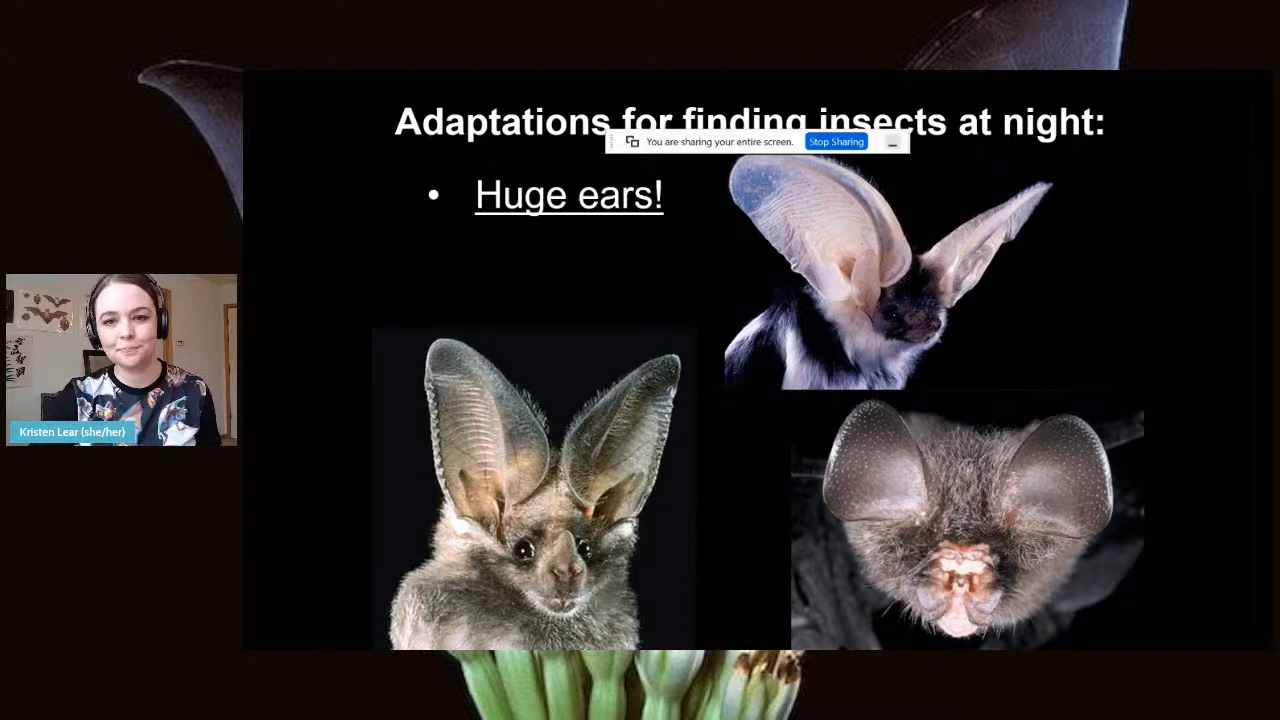 Adaptations for finding insects at night:
You are sharing your entire screen. Stop Sharing
• Huge ears!
Kristen Lear (she/her)